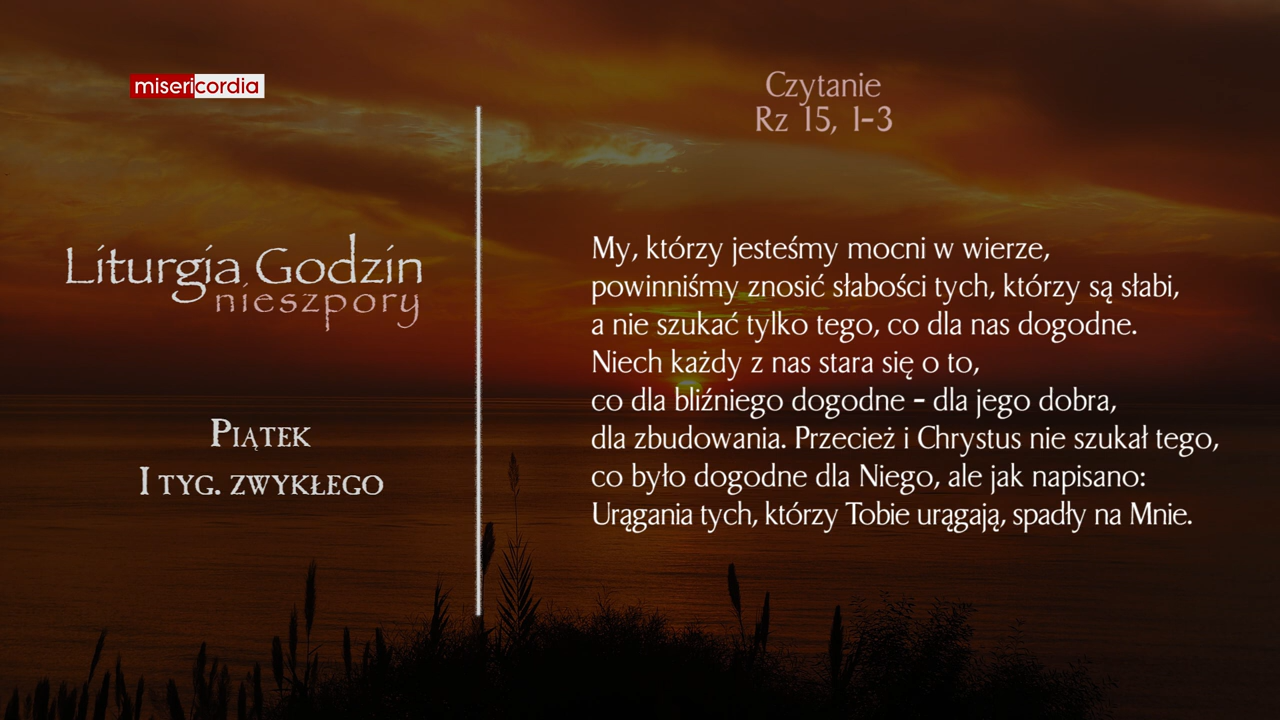 misericordia
Liturgia Godzin
nieszpory
Piątek
I tyg. zwykłego
Czytanie
Rz 15, 1-3
My, którzy jesteśmy mocni w wierze,
powinniśmy znosić słabości tych, którzy są słabi,
a nie szukać tylko tego, co dla nas dogodne.
Niech każdy z nas stara się o to,
co dla bliźniego dogodne - dla jego dobra,
dla zbudowania. Przecież i Chrystus nie szukał tego,
co było dogodne dla Niego, ale jak napisano:
Urągania tych, którzy Tobie urągają, spadły na Mnie.